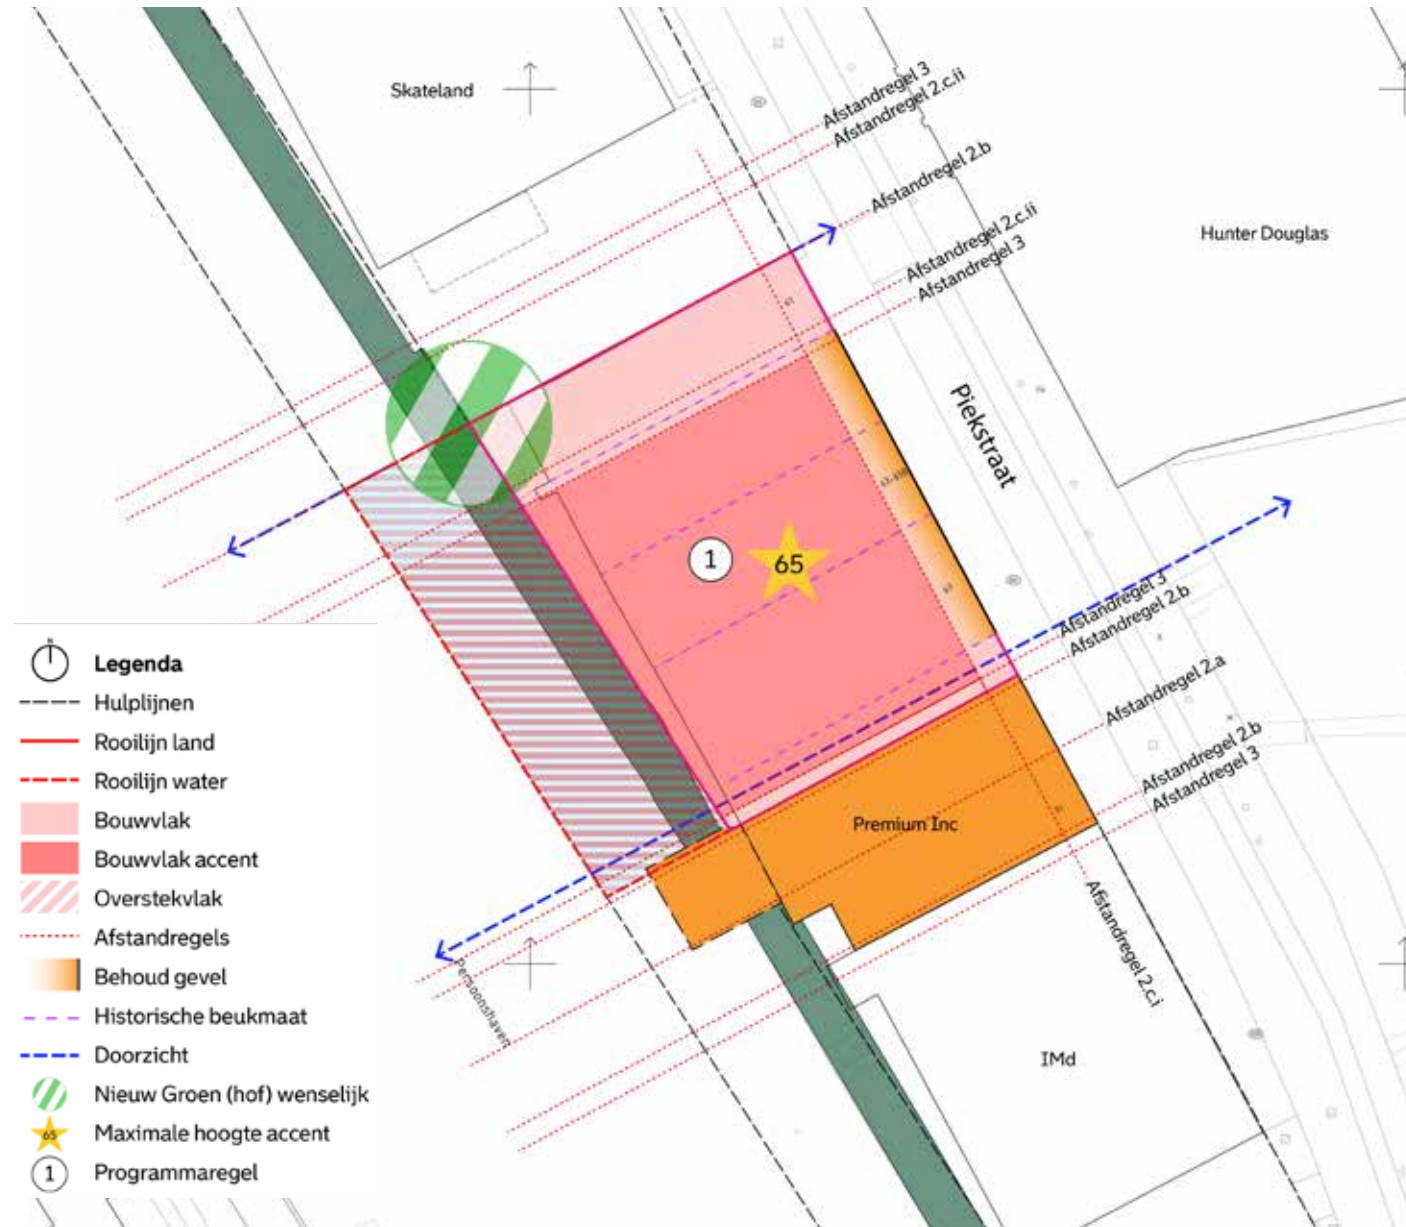 Skateland
Afstandregel 3
Afstandregel 2.c.ii
Afstandregel 2.b
Afstandregel 2.c.ii
Afstandregel 3
Hunter Douglas
Piekstraat
1
65
Afstandregel 3
Afstandregel 2.b
Afstandregel 2.a
Afstandregel 2.b
Afstandregel 3
Premium Inc
Afstandregel 2.c.i
Persoonshaven
IMd
N
Legenda
Hulplijnen
Rooilijn land
Rooilijn water
Bouwvlak
Bouwvlak accent
Overstekvlak
Afstandregels
Behoud gevel
Historische beukmaat
Doorzicht
Nieuw Groen (hof) wenselijk
65 Maximale hoogte accent
1 Programmaregel